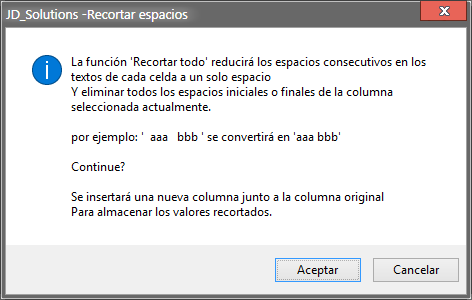 JD_Solutions -Recortar espacios
La función 'Recortar todo' reducirá los espacios consecutivos en los
textos de cada celda a un solo espacio
Y eliminar todos los espacios iniciales o finales de la columna
seleccionada actualmente.
por ejemplo: '  aaa   bbb ' se convertirá en 'aaa bbb'
Continue?
Se insertará una nueva columna junto a la columna original
Para almacenar los valores recortados.
Aceptar
Cancelar